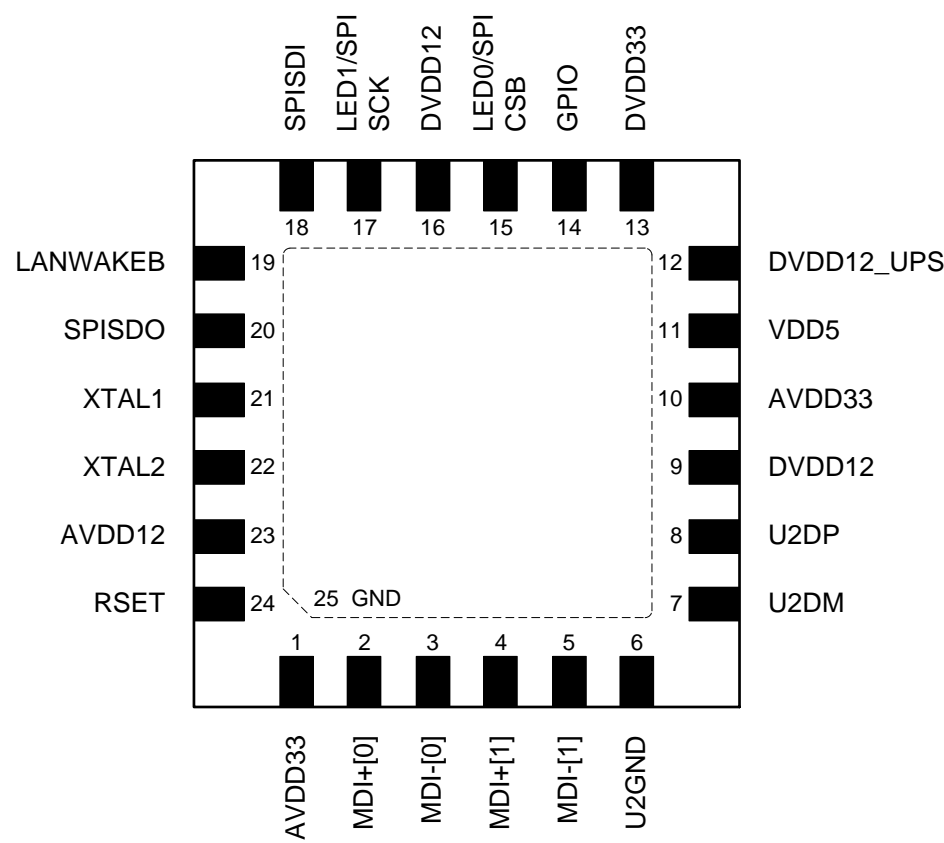 SPISDI
LED1/SPI
SCK
DVDD12
LED0/SPI
CSB
GPIO
DVDD33
18
17
16
15
14
13
LANWAKEB
19
12
DVDD12_UPS
SPISDO
20
11
VDD5
XTAL1
21
10
AVDD33
XTAL2
22
9
DVDD12
AVDD12
23
8
U2DP
RSET
24
25 GND
7
U2DM
1
2
3
4
5
6
AVDD33
MDI+[0]
MDI-[0]
MDI+[1]
MDI-[1]
U2GND